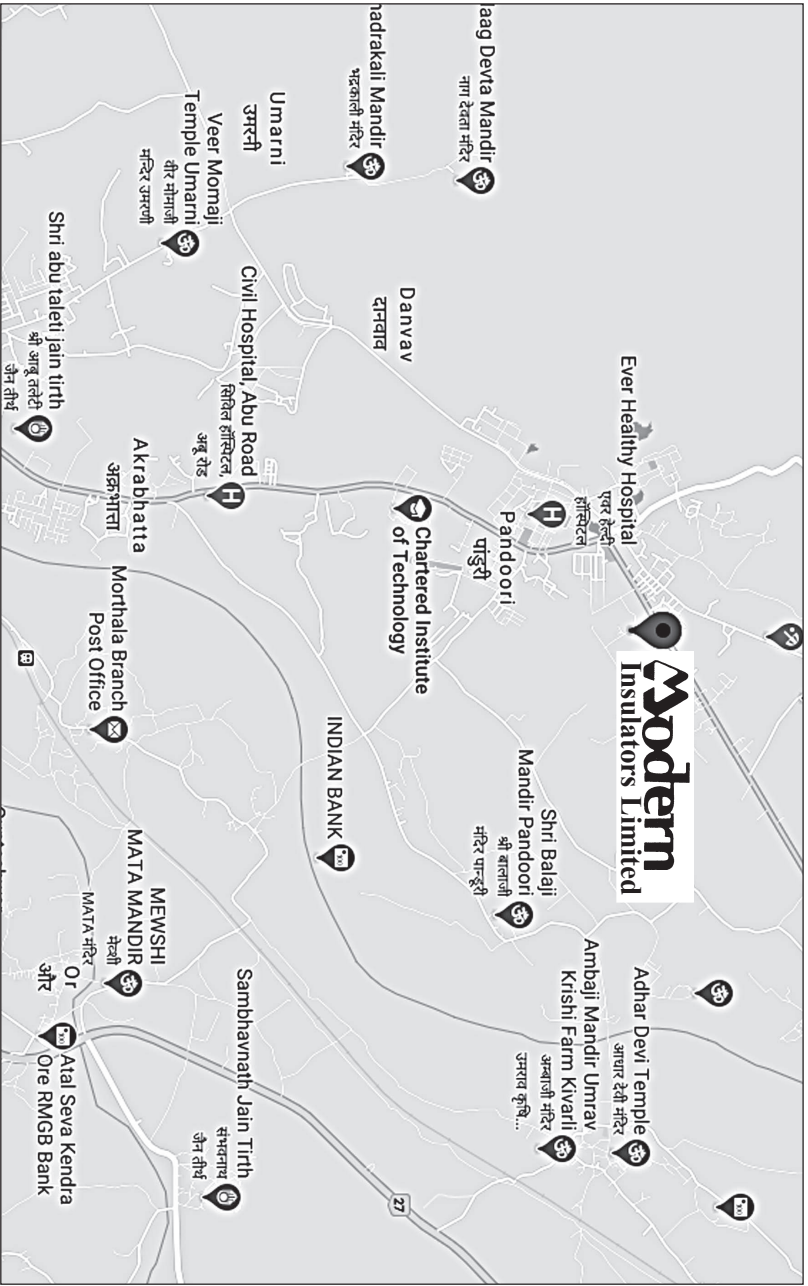 Modern
Insulators Limited
Ever Healthy Hospital
एवर हेल्दी
हॉस्पिटल
Adhar Devi Temple
आधार देवी मंदिर
Ambaji Mandir Umrav
Krishi Farm Kivarli
अम्बाजी मंदिर
उमराव कृषि...
Shri Balaji
Mandir Pandoori
श्री बालाजी
मंदिर पान्डूरी
Pandoori
पांडुरी
Devta Mandir
नाग देवता मंदिर
Chartered Institute
of Technology
Danvav
दानवाव
Mandir
भद्रकाली मंदिर
INDIAN BANK
27
Umarni
उमरनी
Civil Hospital, Abu Road
सिविल हॉस्पिटल,
अबू रोड
Sambhavnath Jain Tirth
संभवनाथ
जैन तीर्थ
Veer Momaji
Temple Umarni
वीर मोमाजी
मन्दिर उमरणी
MEWSHI
MATA MANDIR
मेव्शी
MATA मंदिर
Akrabhatta
अक्रभात्ता
Morthala Branch
Post Office
Or
और
Atal Seva Kendra
Ore RMGB Bank
Shri abu taleti jain tirth
श्री आबू तलेटी
जैन तीर्थ